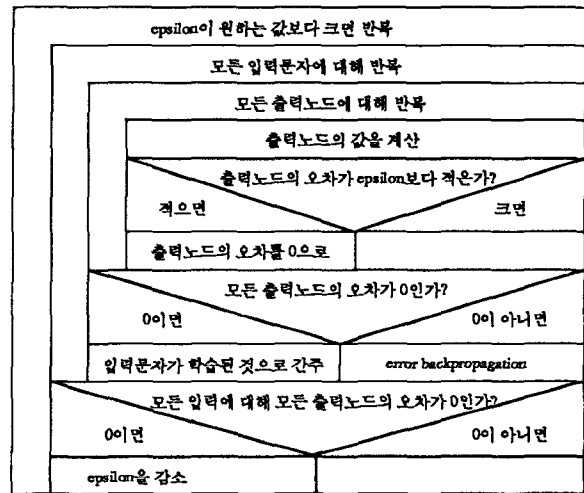 epsilon이 원하는 값보다 크면 반복
모든 입력문자에 대해 반복
모든 출력노드에 대해 반복
출력노드의 값을 계산
출력노드의 오차가 epsilon보다 적은가?
적으면 크면
출력노드의 오차를 0으로
모든 출력노드의 오차가 0인가?
0이면 0이 아니면
입력문자가 학습된 것으로 간주 error backpropagation
모든 입력에 대해 모든 출력노드의 오차가 0인가?
0이면 0이 아니면
epsilon을 감소